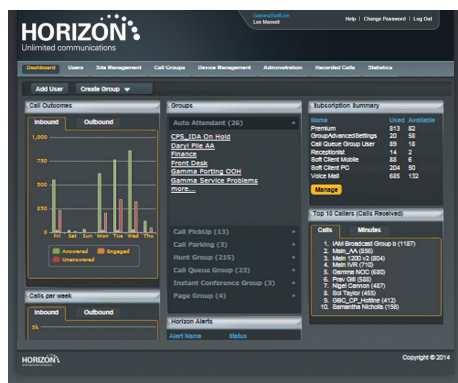 HORIZON
Unlimited communications
GammaStaffLive
Lee Mansell
Help | Change Password | Log Out
Dashboard Users Site Management Call Groups Device Management Administration Recorded Calls Statistics
Add User Create Group
Call Outcomes
Inbound Outbound
1,000
750
500
250
0
Fri Sat Sun Mon Tue Wed Thu
Answered Engaged
Unanswered
Calls per week
Inbound Outbound
5k
Groups
Auto Attendant (26)
CPS_IDA On Hold
Daryl Pile AA
Finance
Front Desk
Gamma Porting OOH
Gamma Service Problems
more...
Call PickUp (13)
Call Parking (3)
Hunt Group (215)
Call Queue Group (23)
Instant Conference Group (3)
Page Group (4)
Horizon Alerts
Alert Name Status
Subscription Summary
Name Used Available
Premium 813 82
GroupAdvancedSettings 20 58
Call Queue Group User 89 18
Receptionist 14 2
Soft Client Mobile 88 6
Soft Client PC 204 50
Voice Mail 685 132
Manage
Top 10 Callers (Calls Received)
Calls Minutes
1. IAM Broadcast Group b (1187)
2. Main_AA (856)
3. Main 1200 v2 (804)
4. Main IVR (710)
5. Gamma NOC (680)
6. Prav Gill (588)
7. Nigel Cannon (487)
8. Sol Taylor (455)
9. GBC_CP_Hotline (412)
10. Samantha Nicholls (158)
HORIZON
Copyright © 2014